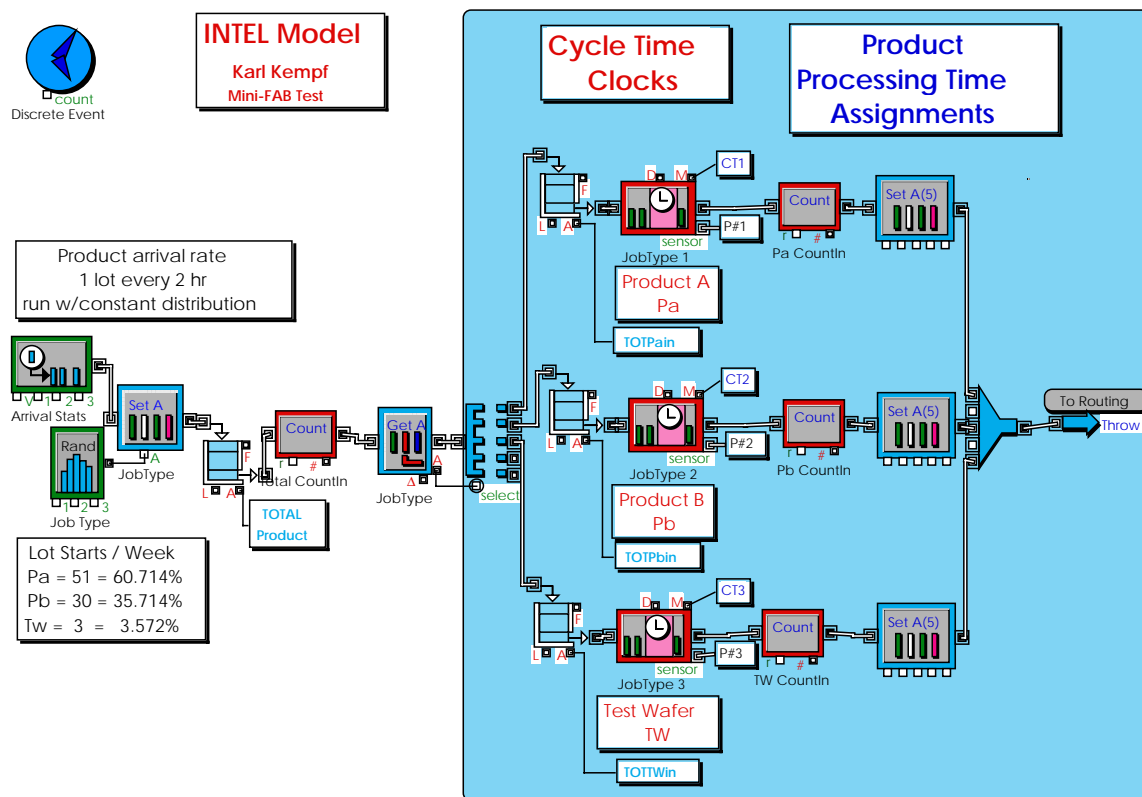 INTEL Model
Karl Kempf
Mini-FAB Test
count
Discrete Event
Cycle Time
Clocks
Product
Processing Time
Assignments
Product arrival rate
1 lot every 2 hr
run w/constant distribution
V 1 2 3
Arrival Stats
Set A
A
JobType
Rand
1 2 3
Job Type
F
L A
TOTAL
Product
Count
r #
Total CountIn
Get A
A
Δ
JobType
select
Lot Starts / Week
Pa = 51 = 60.714%
Pb = 30 = 35.714%
Tw = 3 = 3.572%
F
L A
D M
CT1
sensor
P#1
JobType 1
Product A
Pa
TOTPain
Count
r #
Pa CountIn
Set A(5)
F
L A
D M
CT2
sensor
P#2
JobType 2
Product B
Pb
TOTPbin
Count
r #
Pb CountIn
Set A(5)
To Routing
Throw
F
L A
D M
CT3
sensor
P#3
JobType 3
Test Wafer
TW
TOTTWin
Count
r #
TW CountIn
Set A(5)